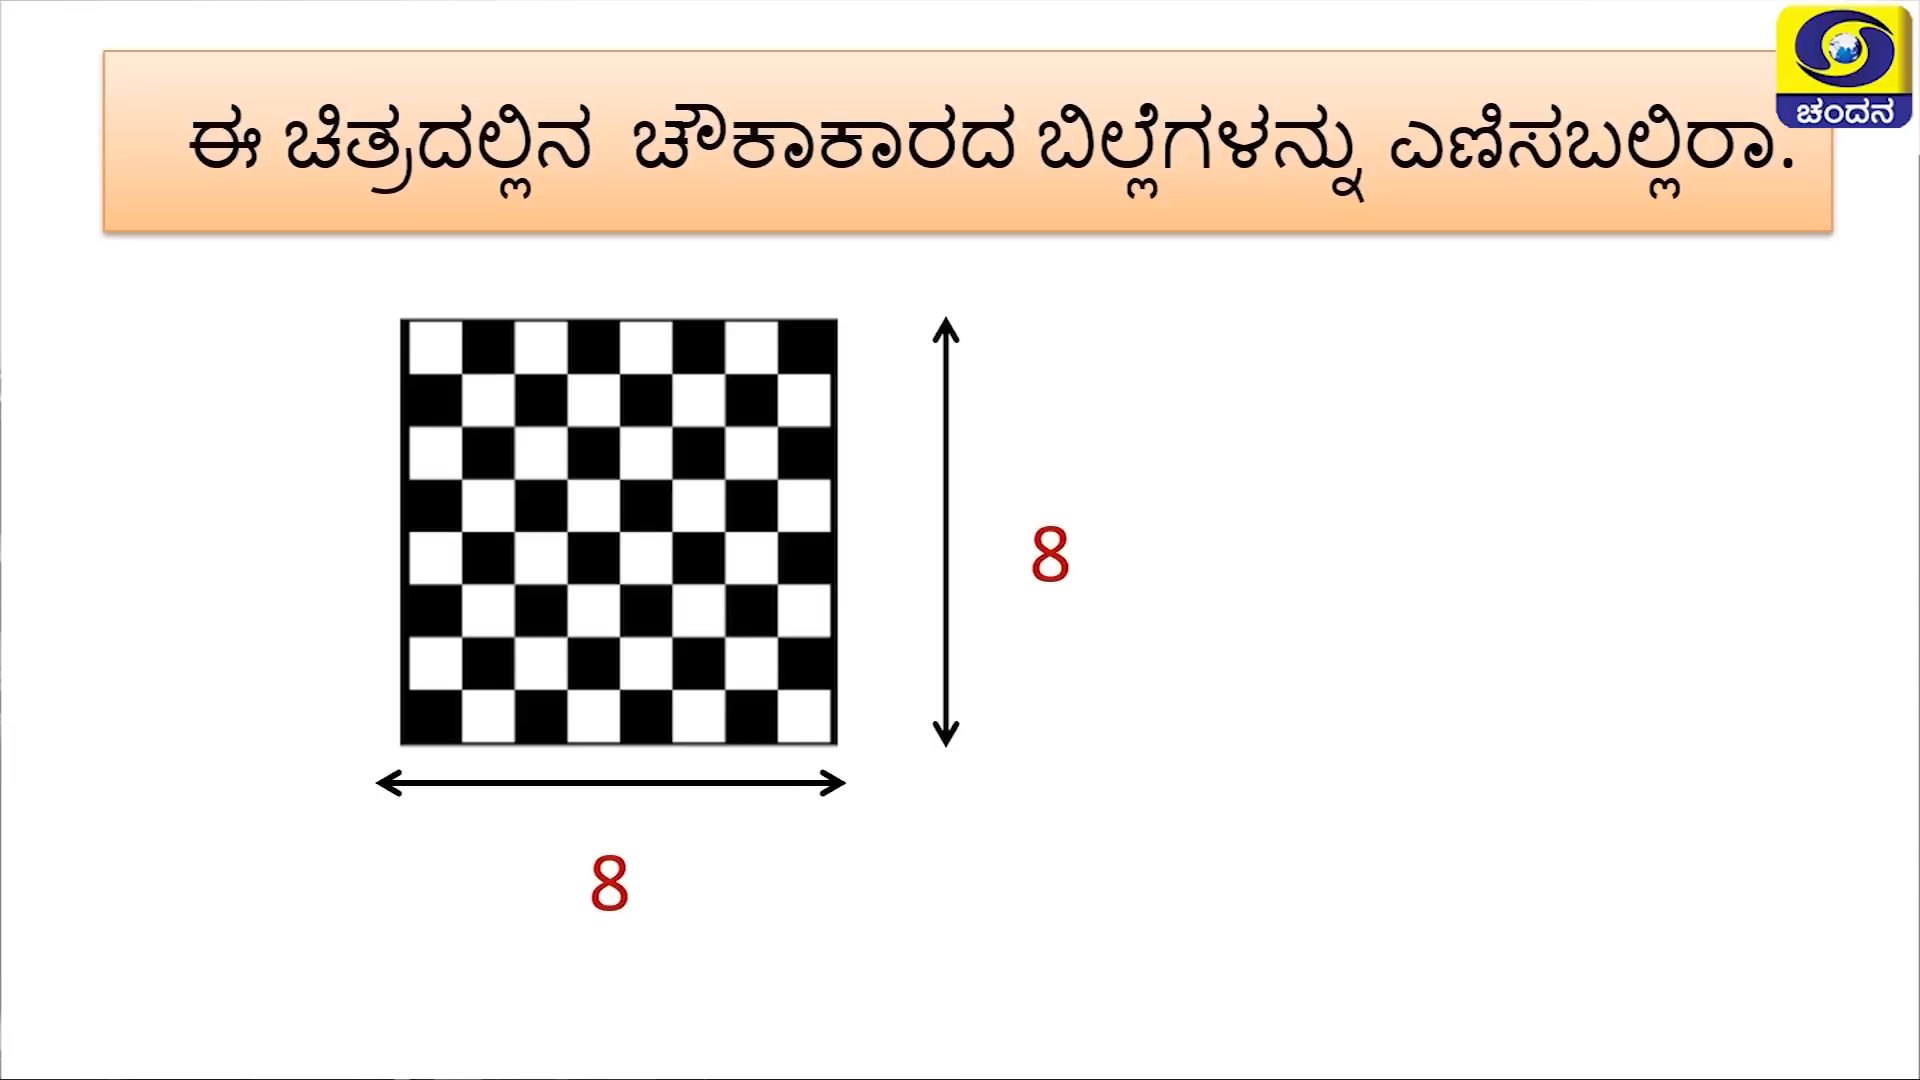 ಚಂದನ
ಈ ಚಿತ್ರದಲ್ಲಿನ ಚೌಕಾಕಾರದ ಬಿಲ್ಲೆಗಳನ್ನು ಎಣಿಸಬಲ್ಲಿರಾ.
8
8